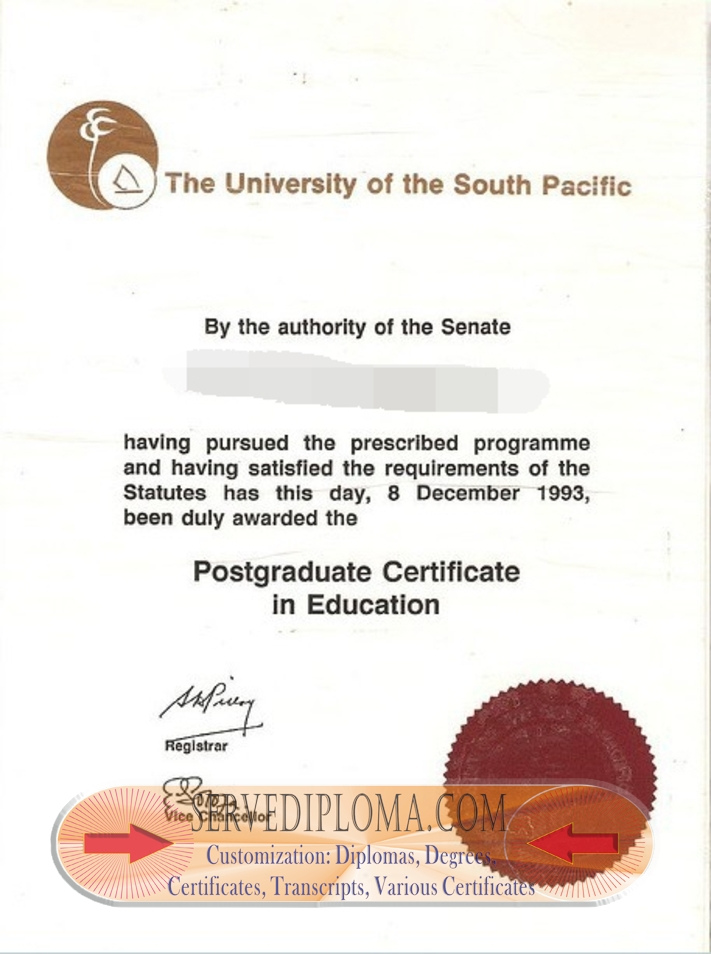 The University of the South Pacific
By the authority of the Senate
having pursued the prescribed programme
and having satisfied the requirements of the
Statutes has this day, 8 December 1993,
been duly awarded the
Postgraduate Certificate
in Education
Registrar
Vice Chancellor
SERVEDIPLOMA.COM
Customization: Diplomas, Degrees,
Certificates, Transcripts, Various Certificates